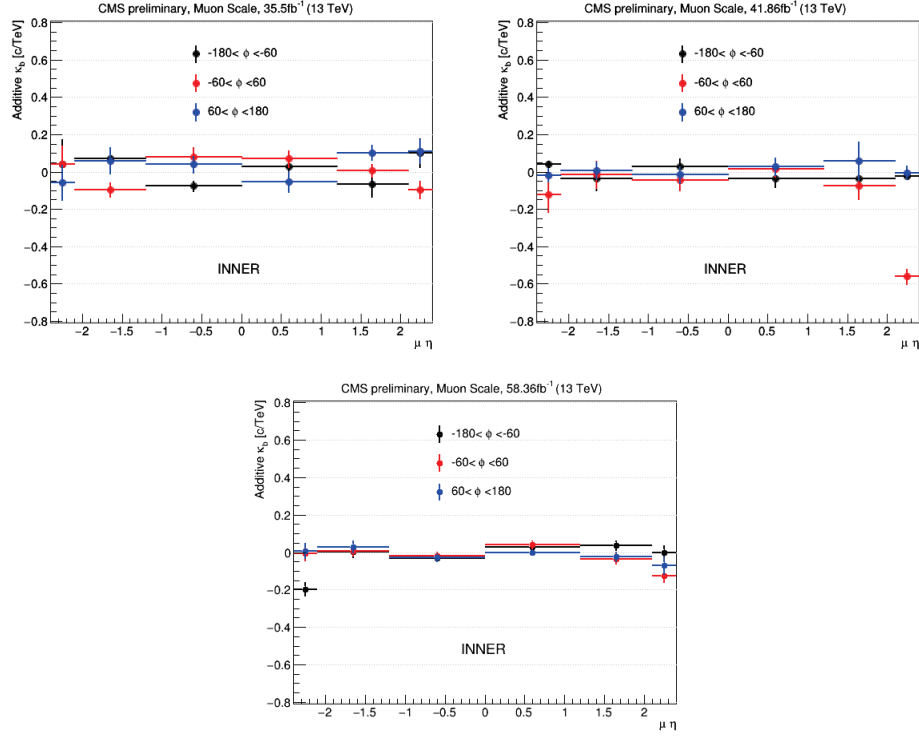 CMS preliminary, Muon Scale, 35.5fb⁻¹ (13 TeV)
Additive κb [c/TeV]
0.8
0.6
0.4
0.2
0
−0.2
−0.4
−0.6
−0.8
-180< ϕ <-60
-60< ϕ <60
60< ϕ <180
INNER
−2 −1.5 −1 −0.5 0 0.5 1 1.5 2
μ η
CMS preliminary, Muon Scale, 41.86fb⁻¹ (13 TeV)
Additive κb [c/TeV]
0.8
0.6
0.4
0.2
0
−0.2
−0.4
−0.6
−0.8
-180< ϕ <-60
-60< ϕ <60
60< ϕ <180
INNER
−2 −1.5 −1 −0.5 0 0.5 1 1.5 2
μ η
CMS preliminary, Muon Scale, 58.36fb⁻¹ (13 TeV)
Additive κb [c/TeV]
0.8
0.6
0.4
0.2
0
−0.2
−0.4
−0.6
−0.8
-180< ϕ <-60
-60< ϕ <60
60< ϕ <180
INNER
−2 −1.5 −1 −0.5 0 0.5 1 1.5 2
μ η